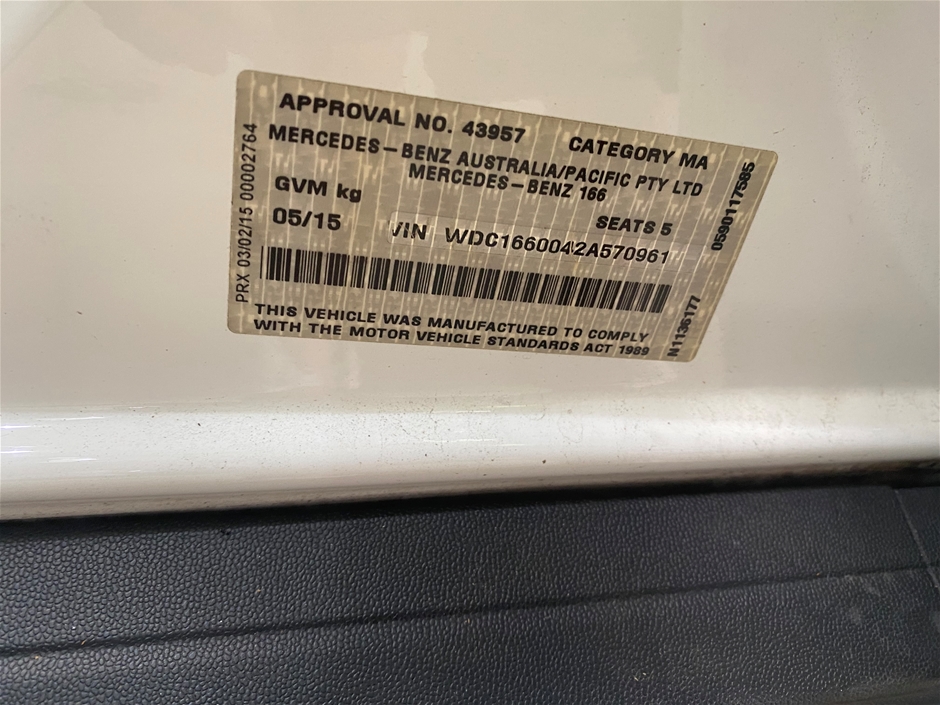 APPROVAL NO. 43957 CATEGORY MA
MERCEDES-BENZ AUSTRALIA/PACIFIC PTY LTD
MERCEDES-BENZ 166
GVM kg
SEATS 5
05/15 VIN WDC1660042A570961
THIS VEHICLE WAS MANUFACTURED TO COMPLY
WITH THE MOTOR VEHICLE STANDARDS ACT 1989
PRX 03/02/15 00002764
0590117585
N1136177